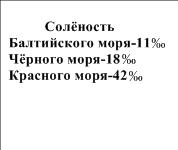 Солёность
Балтийского моря-11‰
Чёрного моря-18‰
Красного моря-42‰